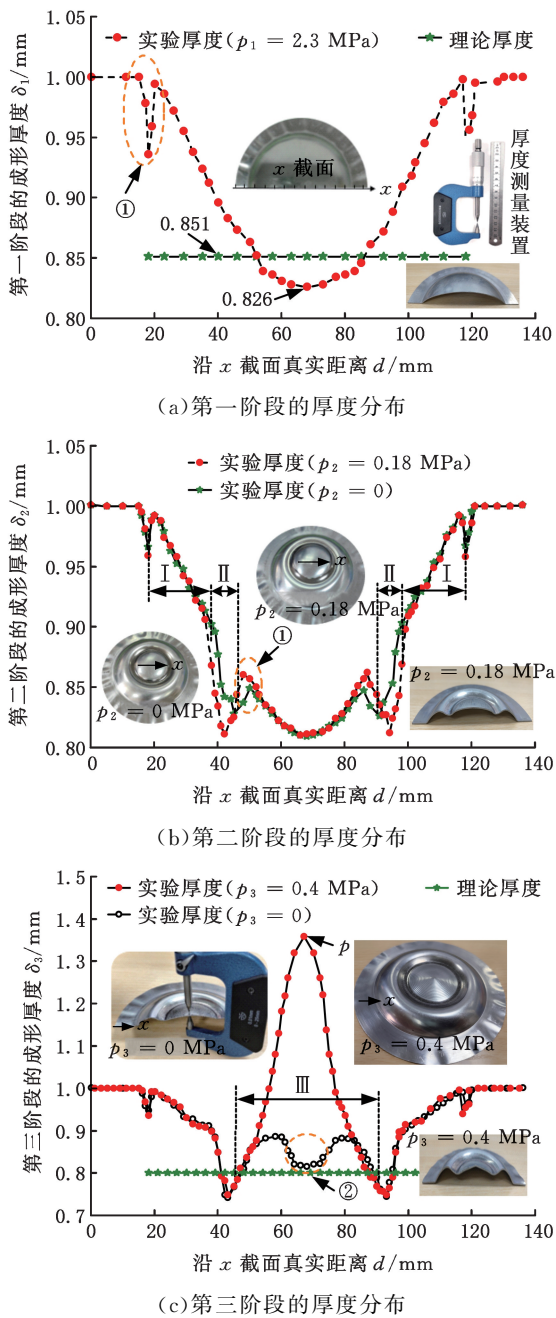 第一阶段的成形厚度 δ₁/mm
1.05
1.00
0.95
0.90
0.85
0.80
实验厚度(p₁ = 2.3 MPa)
理论厚度
①
x 截面
x
厚度测量装置
0.851
0.826
0 20 40 60 80 100 120 140
沿 x 截面真实距离 d/mm
(a)第一阶段的厚度分布
第二阶段的成形厚度 δ₂/mm
1.05
1.00
0.95
0.90
0.85
0.80
实验厚度(p₂ = 0.18 MPa)
实验厚度(p₂ = 0)
Ⅰ Ⅱ Ⅱ Ⅰ
x
p₂ = 0.18 MPa
①
x
p₂ = 0 MPa
p₂ = 0.18 MPa
0 20 40 60 80 100 120 140
沿 x 截面真实距离 d/mm
(b)第二阶段的厚度分布
第三阶段的成形厚度 δ₃/mm
1.5
1.4
1.3
1.2
1.1
1.0
0.9
0.8
0.7
实验厚度(p₃ = 0.4 MPa)
理论厚度
实验厚度(p₃ = 0)
p
x
p₃ = 0 MPa
x
p₃ = 0.4 MPa
Ⅲ
p₃ = 0.4 MPa
②
0 20 40 60 80 100 120 140
沿 x 截面真实距离 d/mm
(c)第三阶段的厚度分布